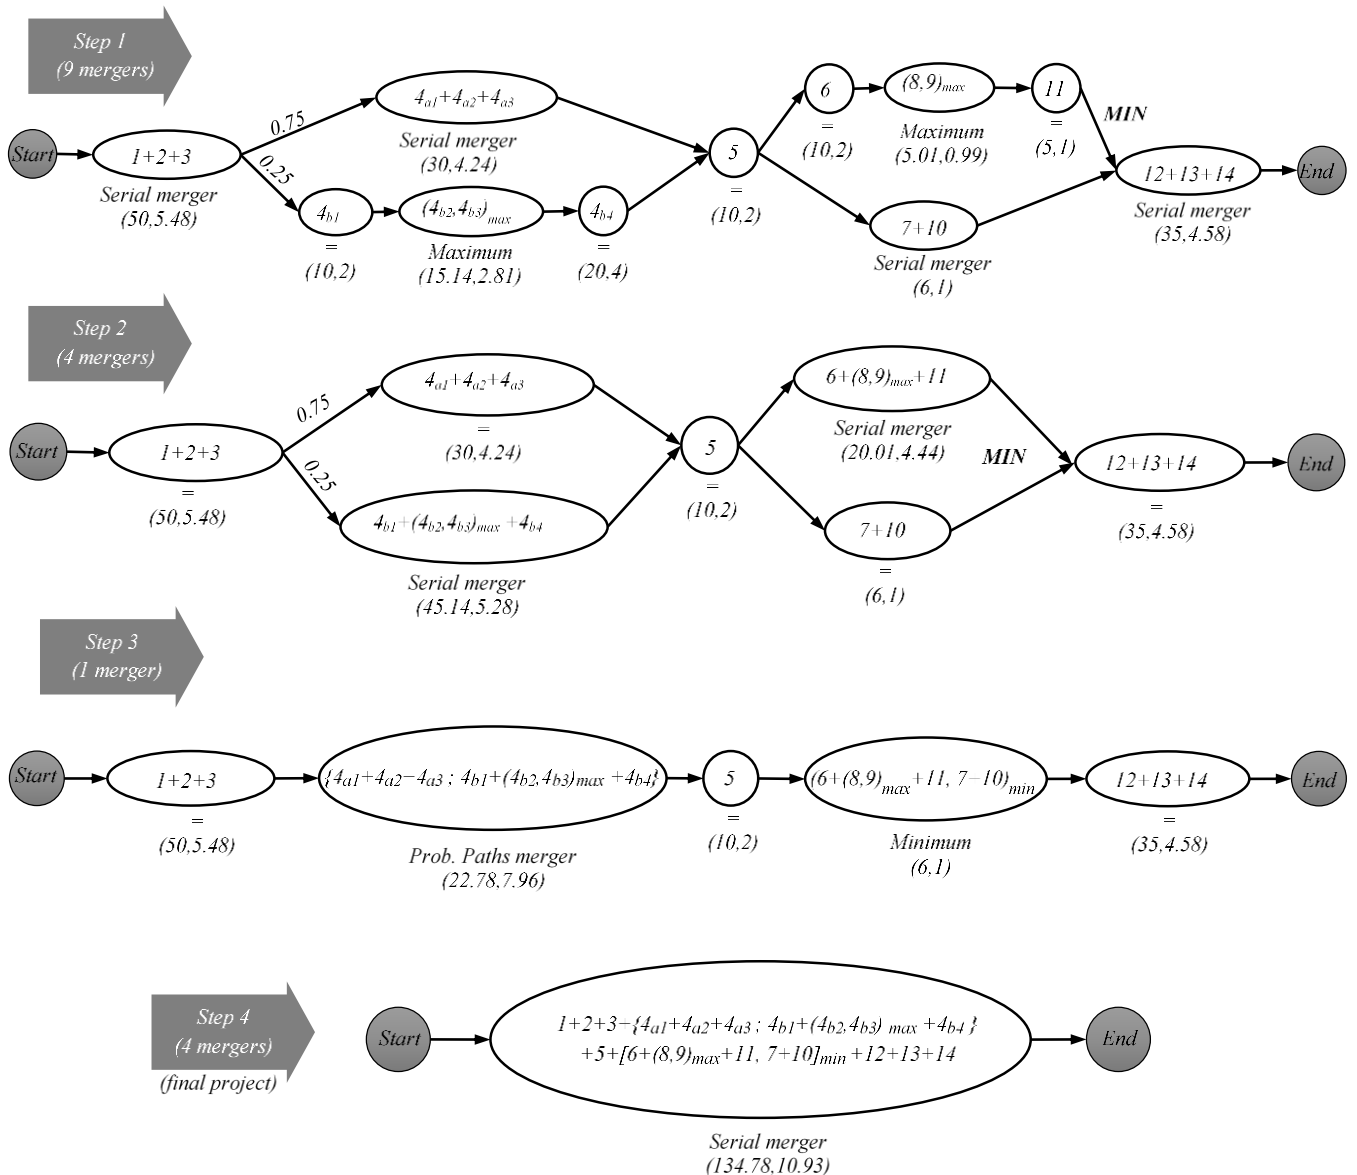 Step 1
(9 mergers)
Start
1+2+3
Serial merger
(50,5.48)
0.75
0.25
4a1+4a2+4a3
Serial merger
(30,4.24)
4b1
=
(10,2)
(4b2,4b3)max
Maximum
(15.14,2.81)
4b4
=
(20,4)
5
=
(10,2)
6
=
(10,2)
(8,9)max
Maximum
(5.01,0.99)
11
=
(5,1)
MIN
7+10
Serial merger
(6,1)
12+13+14
Serial merger
(35,4.58)
End
Step 2
(4 mergers)
Start
1+2+3
=
(50,5.48)
0.75
0.25
4a1+4a2+4a3
=
(30,4.24)
4b1+(4b2,4b3)max +4b4
Serial merger
(45.14,5.28)
5
=
(10,2)
6+(8,9)max+11
Serial merger
(20.01,4.44)
MIN
7+10
=
(6,1)
12+13+14
=
(35,4.58)
End
Step 3
(1 merger)
Start
1+2+3
=
(50,5.48)
{4a1+4a2−4a3 ; 4b1+(4b2,4b3)max +4b4}
Prob. Paths merger
(22.78,7.96)
5
=
(10,2)
(6+(8,9)max+11, 7−10)min
Minimum
(6,1)
12+13+14
=
(35,4.58)
End
Step 4
(4 mergers)
(final project)
Start
1+2+3+{4a1+4a2+4a3 ; 4b1+(4b2,4b3) max +4b4 }
+5+[6+(8,9)max+11, 7+10]min +12+13+14
Serial merger
(134.78,10.93)
End